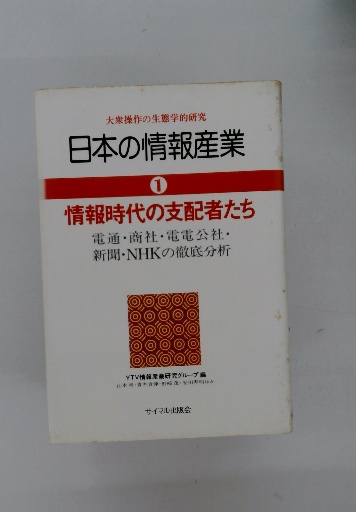 大衆操作の生態学的研究
日本の情報産業
1
情報時代の支配者たち
電通・商社・電電公社・
新聞・NHKの徹底分析
YTV情報産業研究グループ編
サイマル出版会